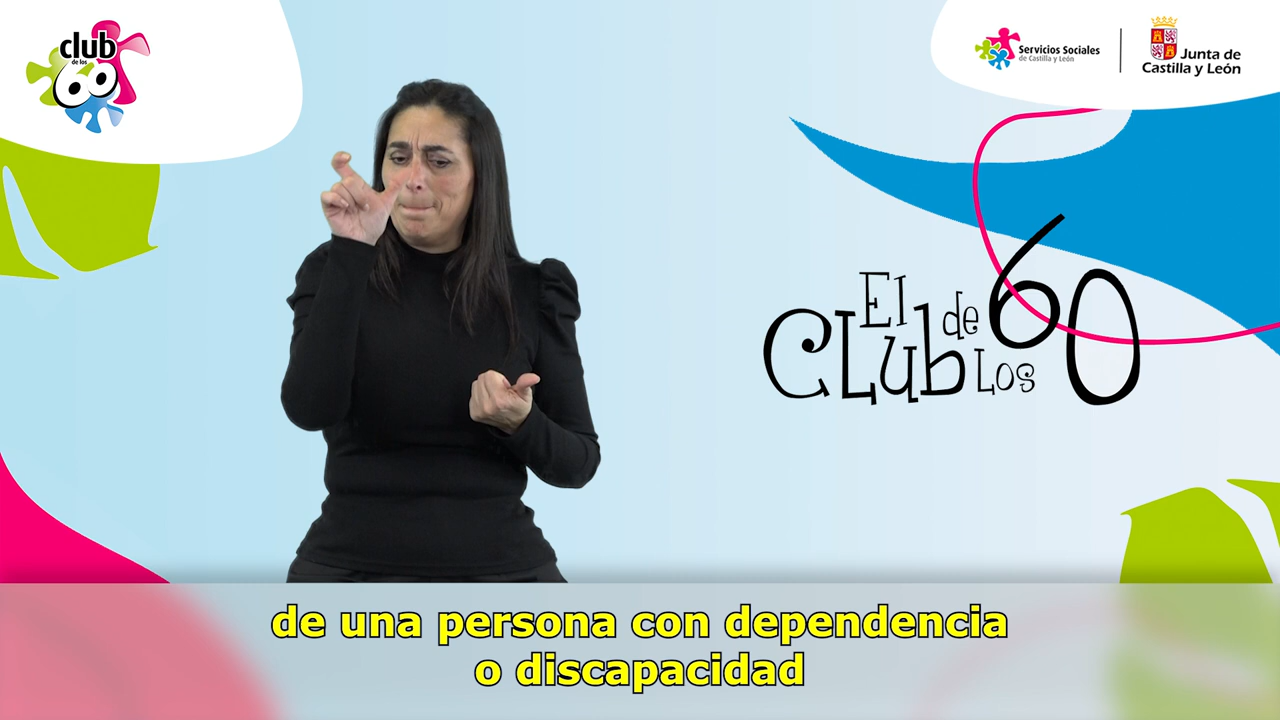 club
de los
60
Servicios Sociales
de Castilla y León
Junta de
Castilla y León
El
Club de
Los
60
de una persona con dependencia
o discapacidad